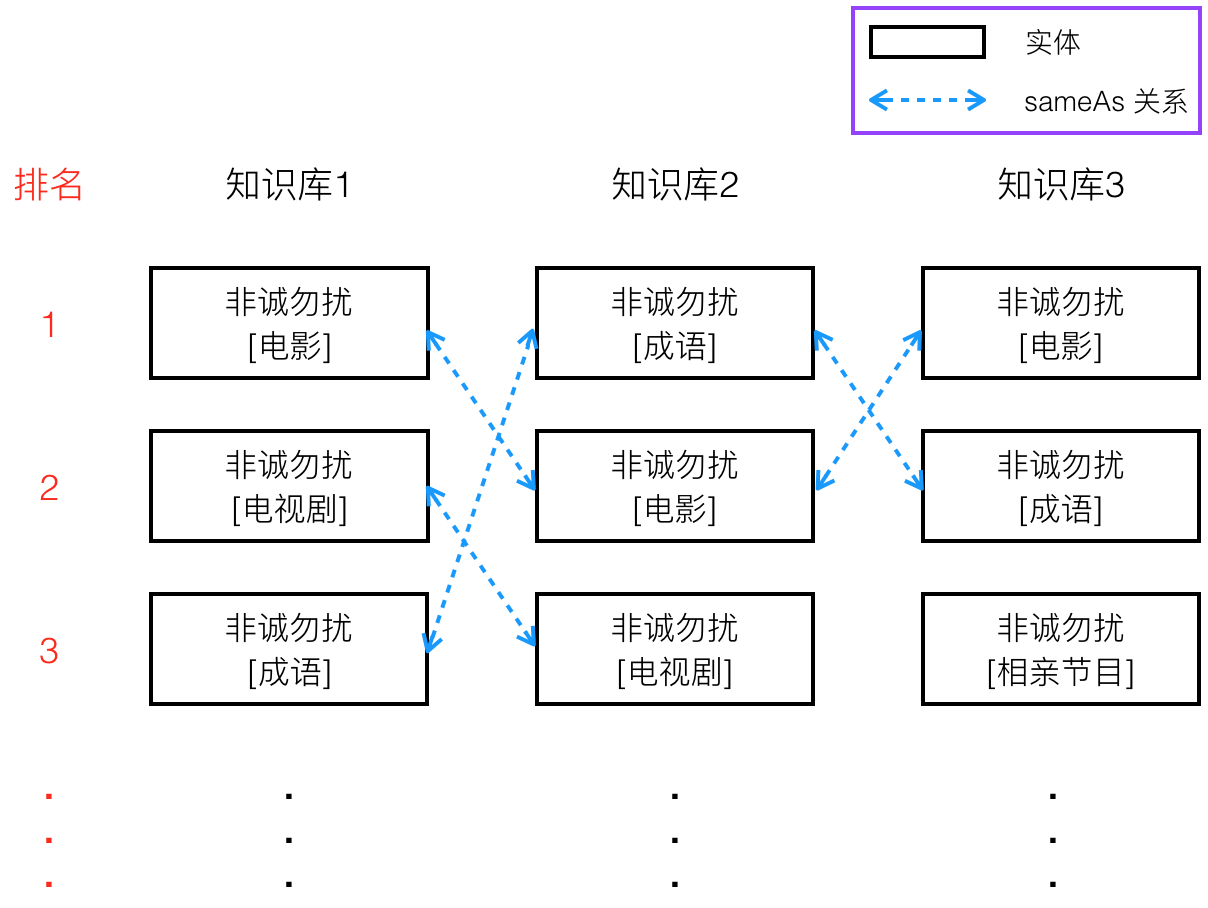 实体
sameAs 关系
排名
知识库1
知识库2
知识库3
1
非诚勿扰
[电影]
非诚勿扰
[成语]
非诚勿扰
[电影]
2
非诚勿扰
[电视剧]
非诚勿扰
[电影]
非诚勿扰
[成语]
3
非诚勿扰
[成语]
非诚勿扰
[电视剧]
非诚勿扰
[相亲节目]
. . . .
. . . .
. . . .